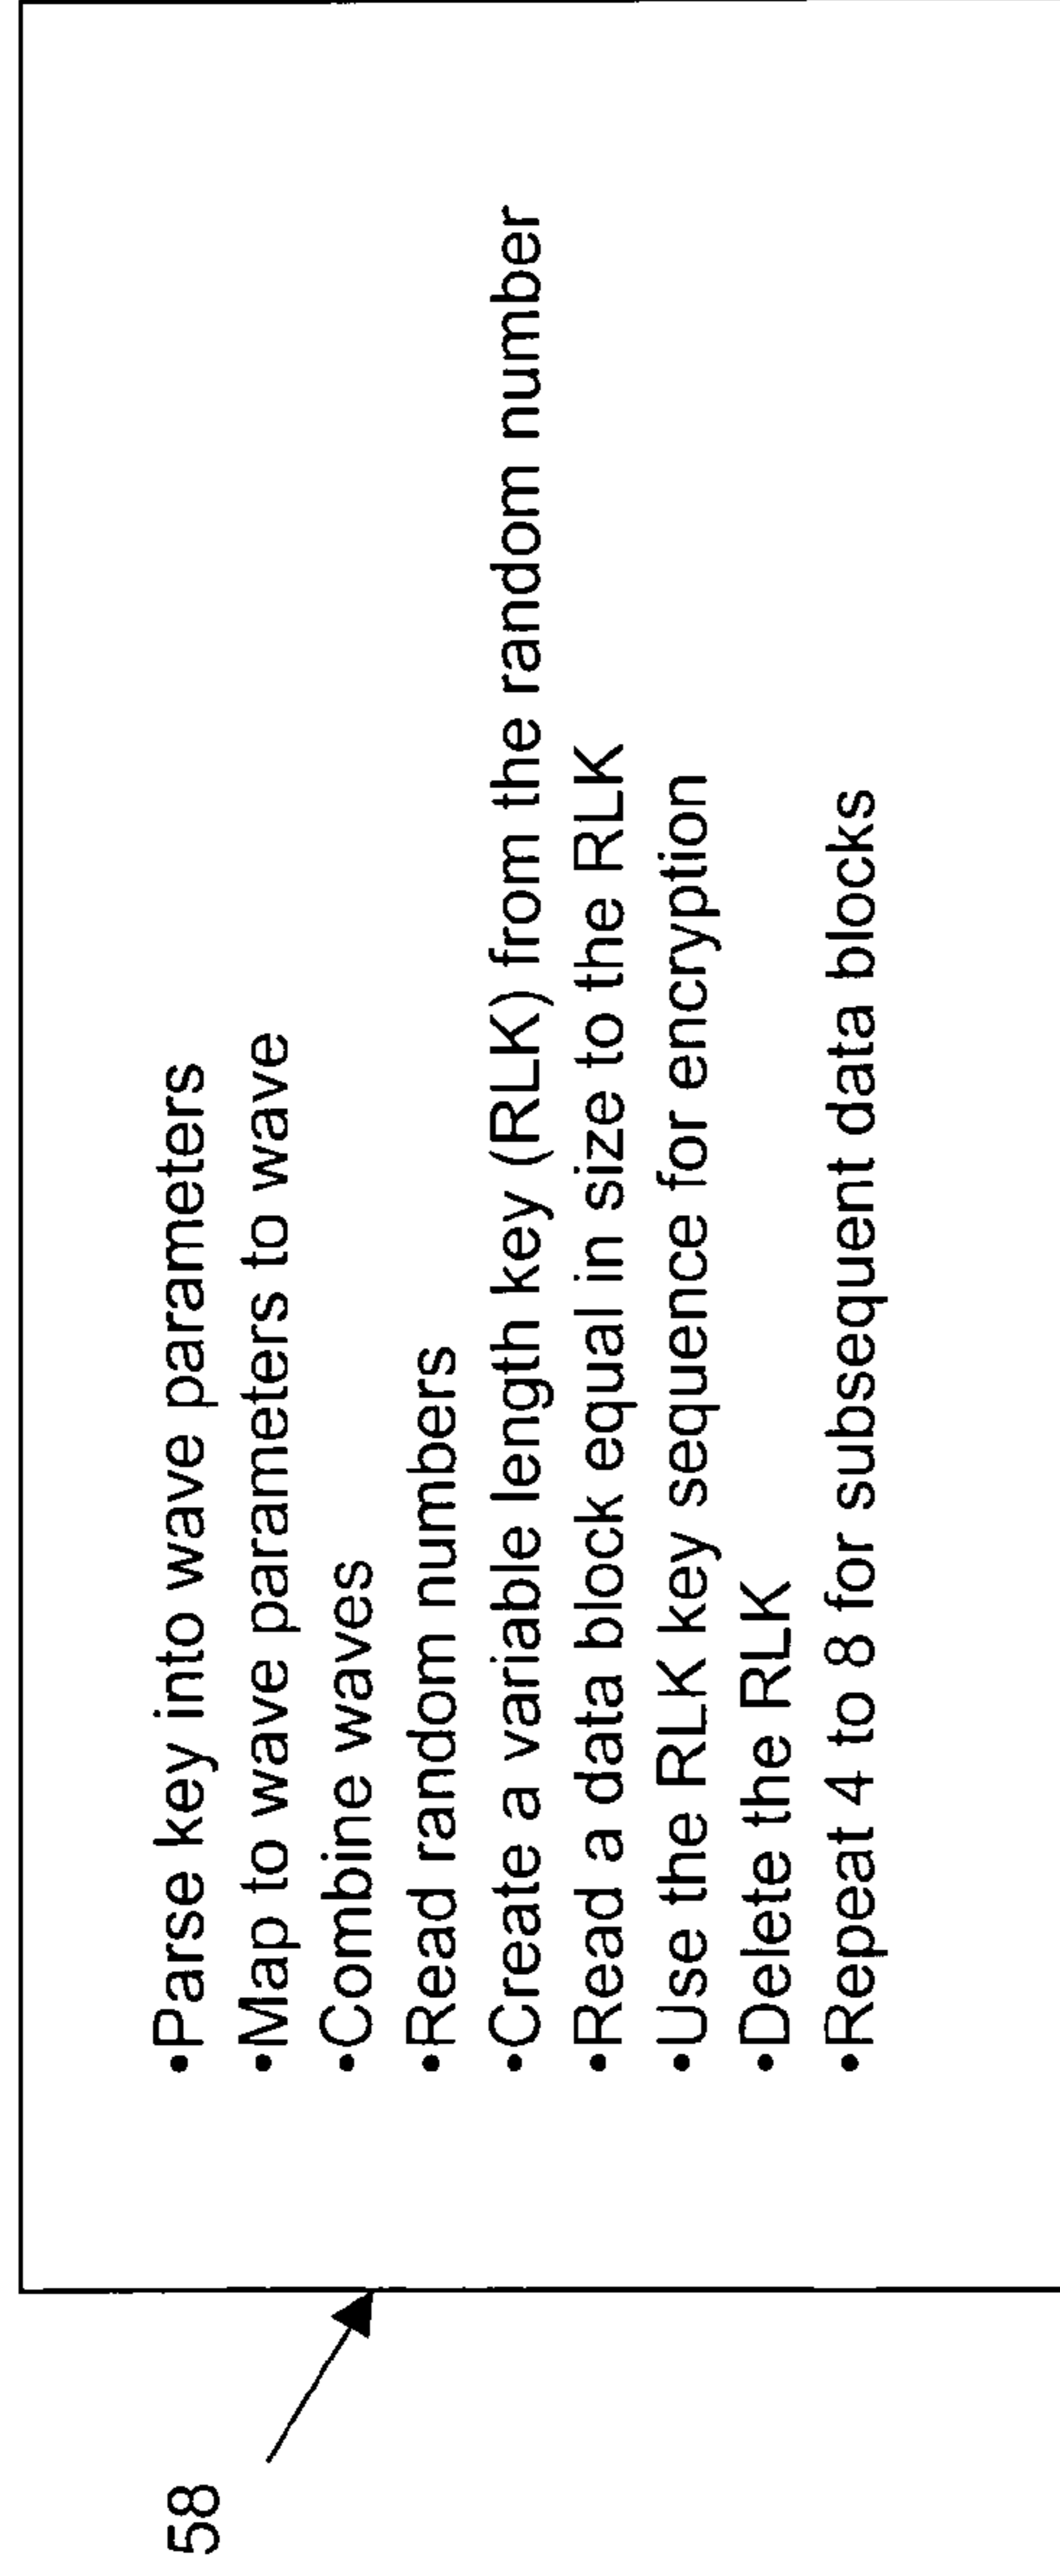 58
•Parse key into wave parameters
•Map to wave parameters to wave
•Combine waves
•Read random numbers
•Create a variable length key (RLK) from the random number
•Read a data block equal in size to the RLK
•Use the RLK key sequence for encryption
•Delete the RLK
•Repeat 4 to 8 for subsequent data blocks